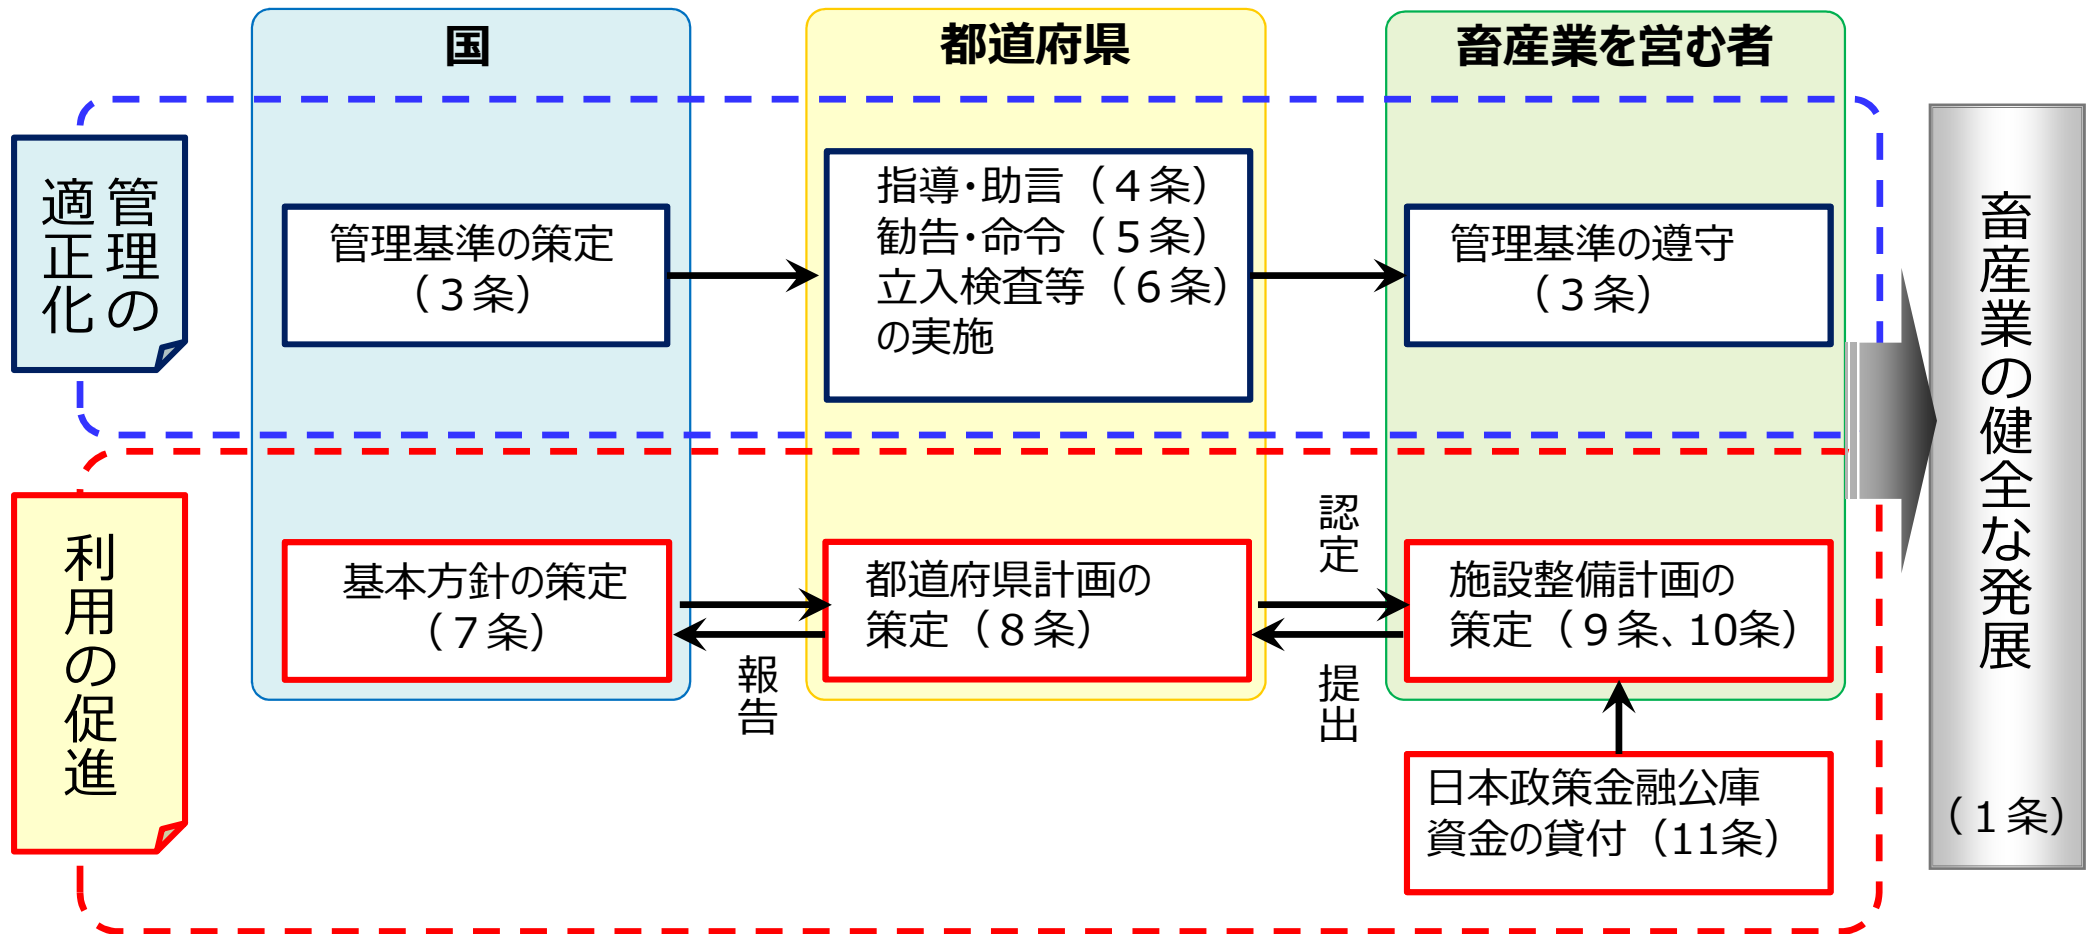 国
都道府県
畜産業を営む者
管理の
適正化
管理基準の策定
（３条）
指導・助言（４条）
勧告・命令（５条）
立入検査等（６条）
の実施
管理基準の遵守
（３条）
利用の促進
基本方針の策定
（７条）
報告
都道府県計画の
策定（８条）
認定
提出
施設整備計画の
策定（９条、10条）
日本政策金融公庫
資金の貸付（11条）
畜産業の健全な発展
（１条）